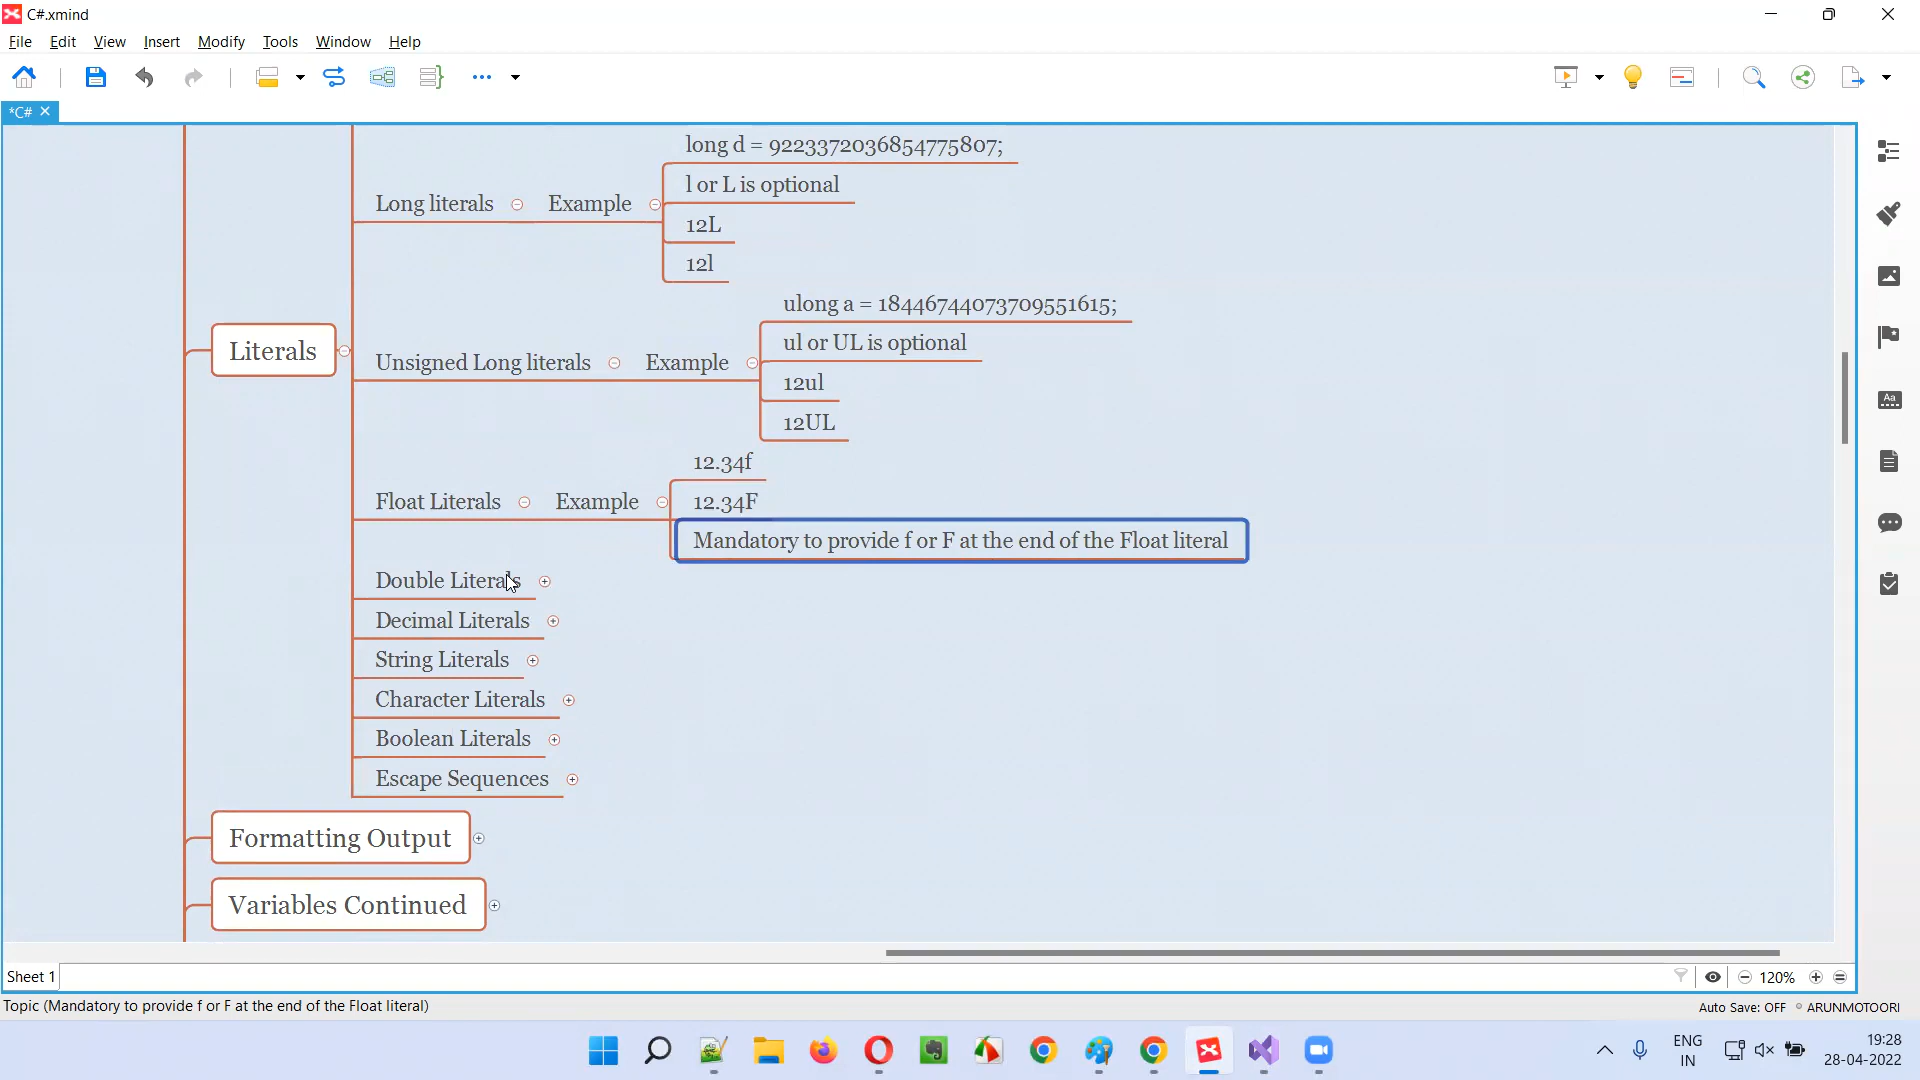 C#.xmind
File Edit View Insert Modify Tools Window Help
*C#
long d = 9223372036854775807;
l or L is optional
Long literals Example
12L
12l
ulong a = 18446744073709551615;
ul or UL is optional
Literals
Unsigned Long literals Example
12ul
12UL
12.34f
Float Literals Example 12.34F
Mandatory to provide f or F at the end of the Float literal
Double Literals
Decimal Literals
String Literals
Character Literals
Boolean Literals
Escape Sequences
Formatting Output
Variables Continued
Sheet 1
120%
Topic (Mandatory to provide f or F at the end of the Float literal)
Auto Save: OFF ARUNMOTOORI
ENG
IN
19:28
28-04-2022
Aa